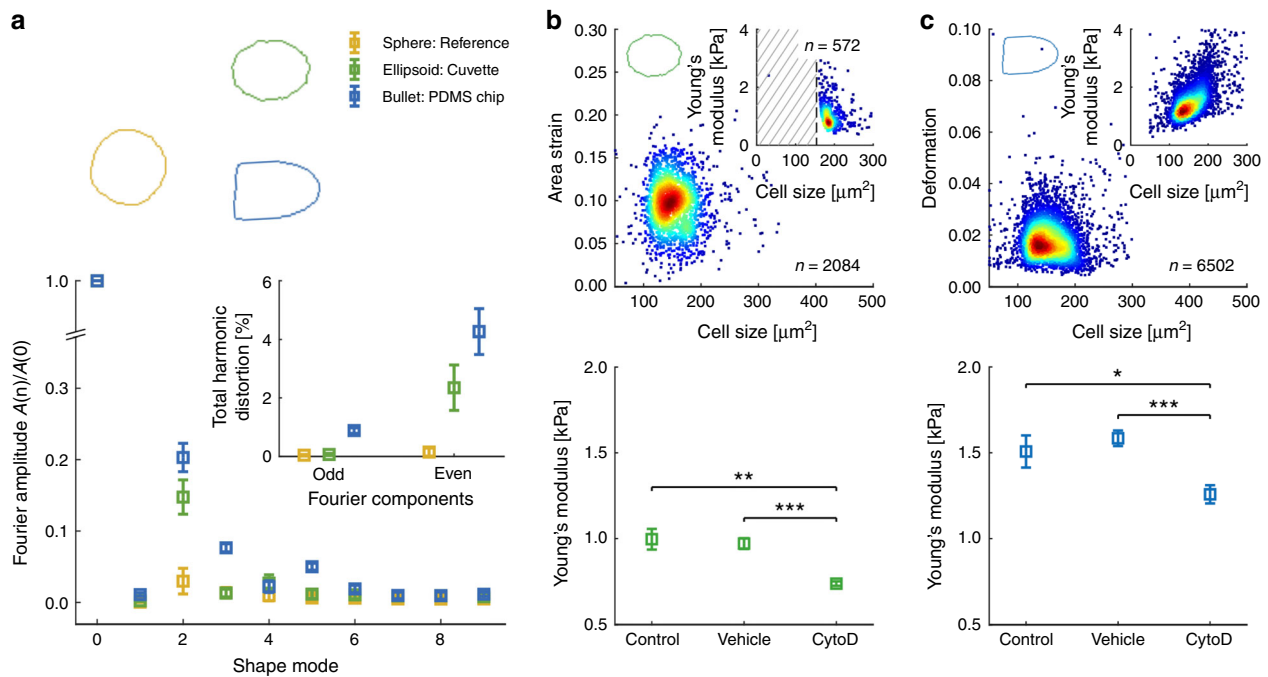 a
Sphere: Reference
Ellipsoid: Cuvette
Bullet: PDMS chip
Fourier amplitude A(n)/A(0)
1.0
0.3
0.2
0.1
0.0
0 2 4 6 8
Shape mode
Total harmonic
distortion [%]
6
4
2
0
Odd Even
Fourier components
b
Area strain
0.30
0.25
0.20
0.15
0.10
0.05
0.00
100 200 300 400 500
Cell size [μm²]
n = 2084
Young's
modulus [kPa]
4
2
0
n = 572
0 100 200 300
Cell size [μm²]
Young's modulus [kPa]
2.0
1.5
1.0
0.5
**
***
Control Vehicle CytoD
c
Deformation
0.10
0.08
0.06
0.04
0.02
0.00
100 200 300 400 500
Cell size [μm²]
n = 6502
Young's
modulus [kPa]
4
2
0
0 100 200 300
Cell size [μm²]
Young's modulus [kPa]
2.0
1.5
1.0
0.5
*
***
Control Vehicle CytoD